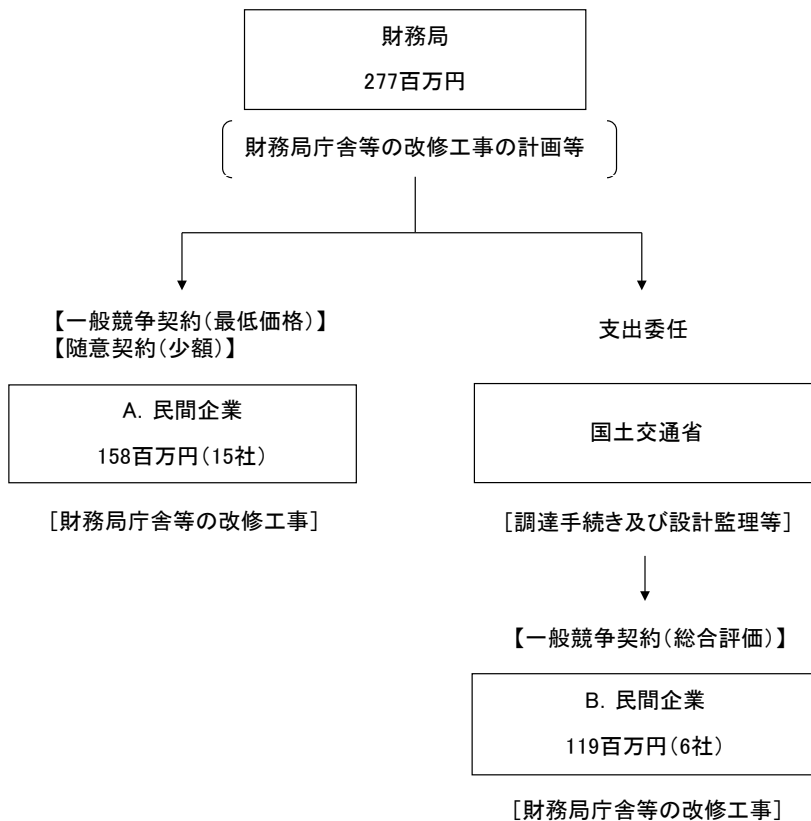 財務局
277百万円
財務局庁舎等の改修工事の計画等
【一般競争契約(最低価格)】
【随意契約(少額)】
A. 民間企業
158百万円(15社)
[財務局庁舎等の改修工事]
支出委任
国土交通省
[調達手続き及び設計監理等]
【一般競争契約(総合評価)】
B. 民間企業
119百万円(6社)
[財務局庁舎等の改修工事]